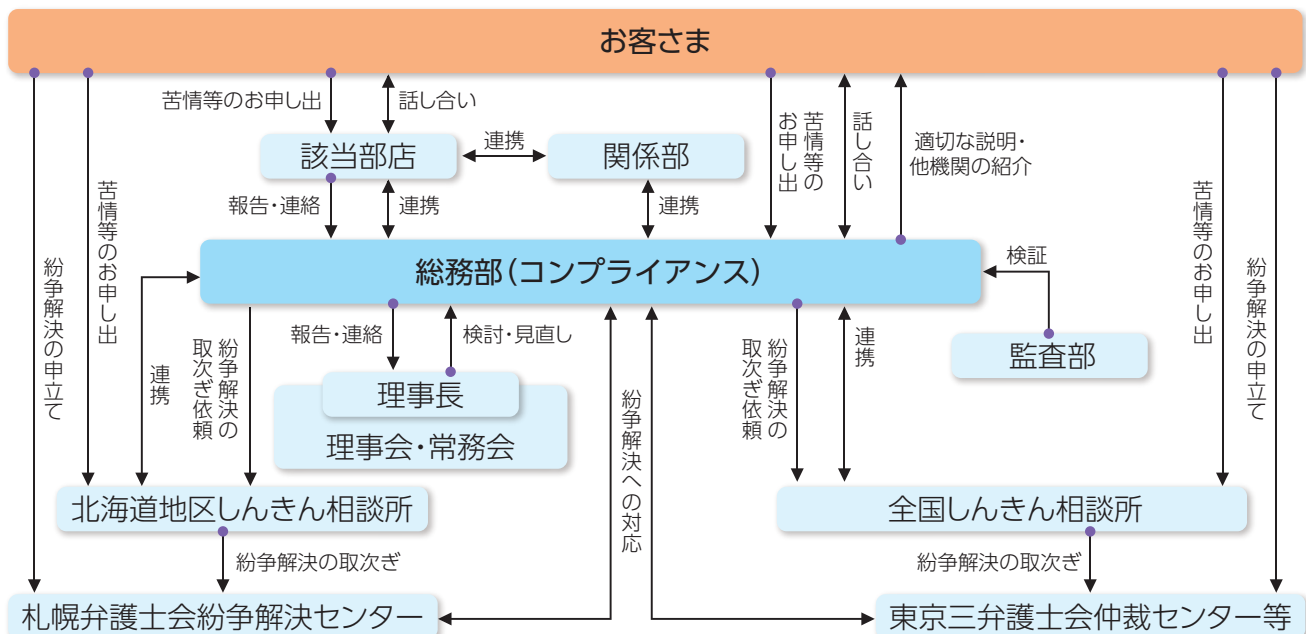 お客さま
苦情等のお申し出
話し合い
苦情等の
お申し出
話し合い
適切な説明・
他機関の紹介
該当部店
連携
関係部
報告・連絡
連携
連携
苦情等のお申し出
紛争解決の申立て
苦情等のお申し出
紛争解決の申立て
総務部（コンプライアンス）
検証
監査部
連携
紛争解決の
取次ぎ依頼
報告・連絡
検討・見直し
理事長
理事会・常務会
紛争解決への対応
紛争解決の
取次ぎ依頼
連携
北海道地区しんきん相談所
全国しんきん相談所
紛争解決の取次ぎ
紛争解決の取次ぎ
札幌弁護士会紛争解決センター
東京三弁護士会仲裁センター等